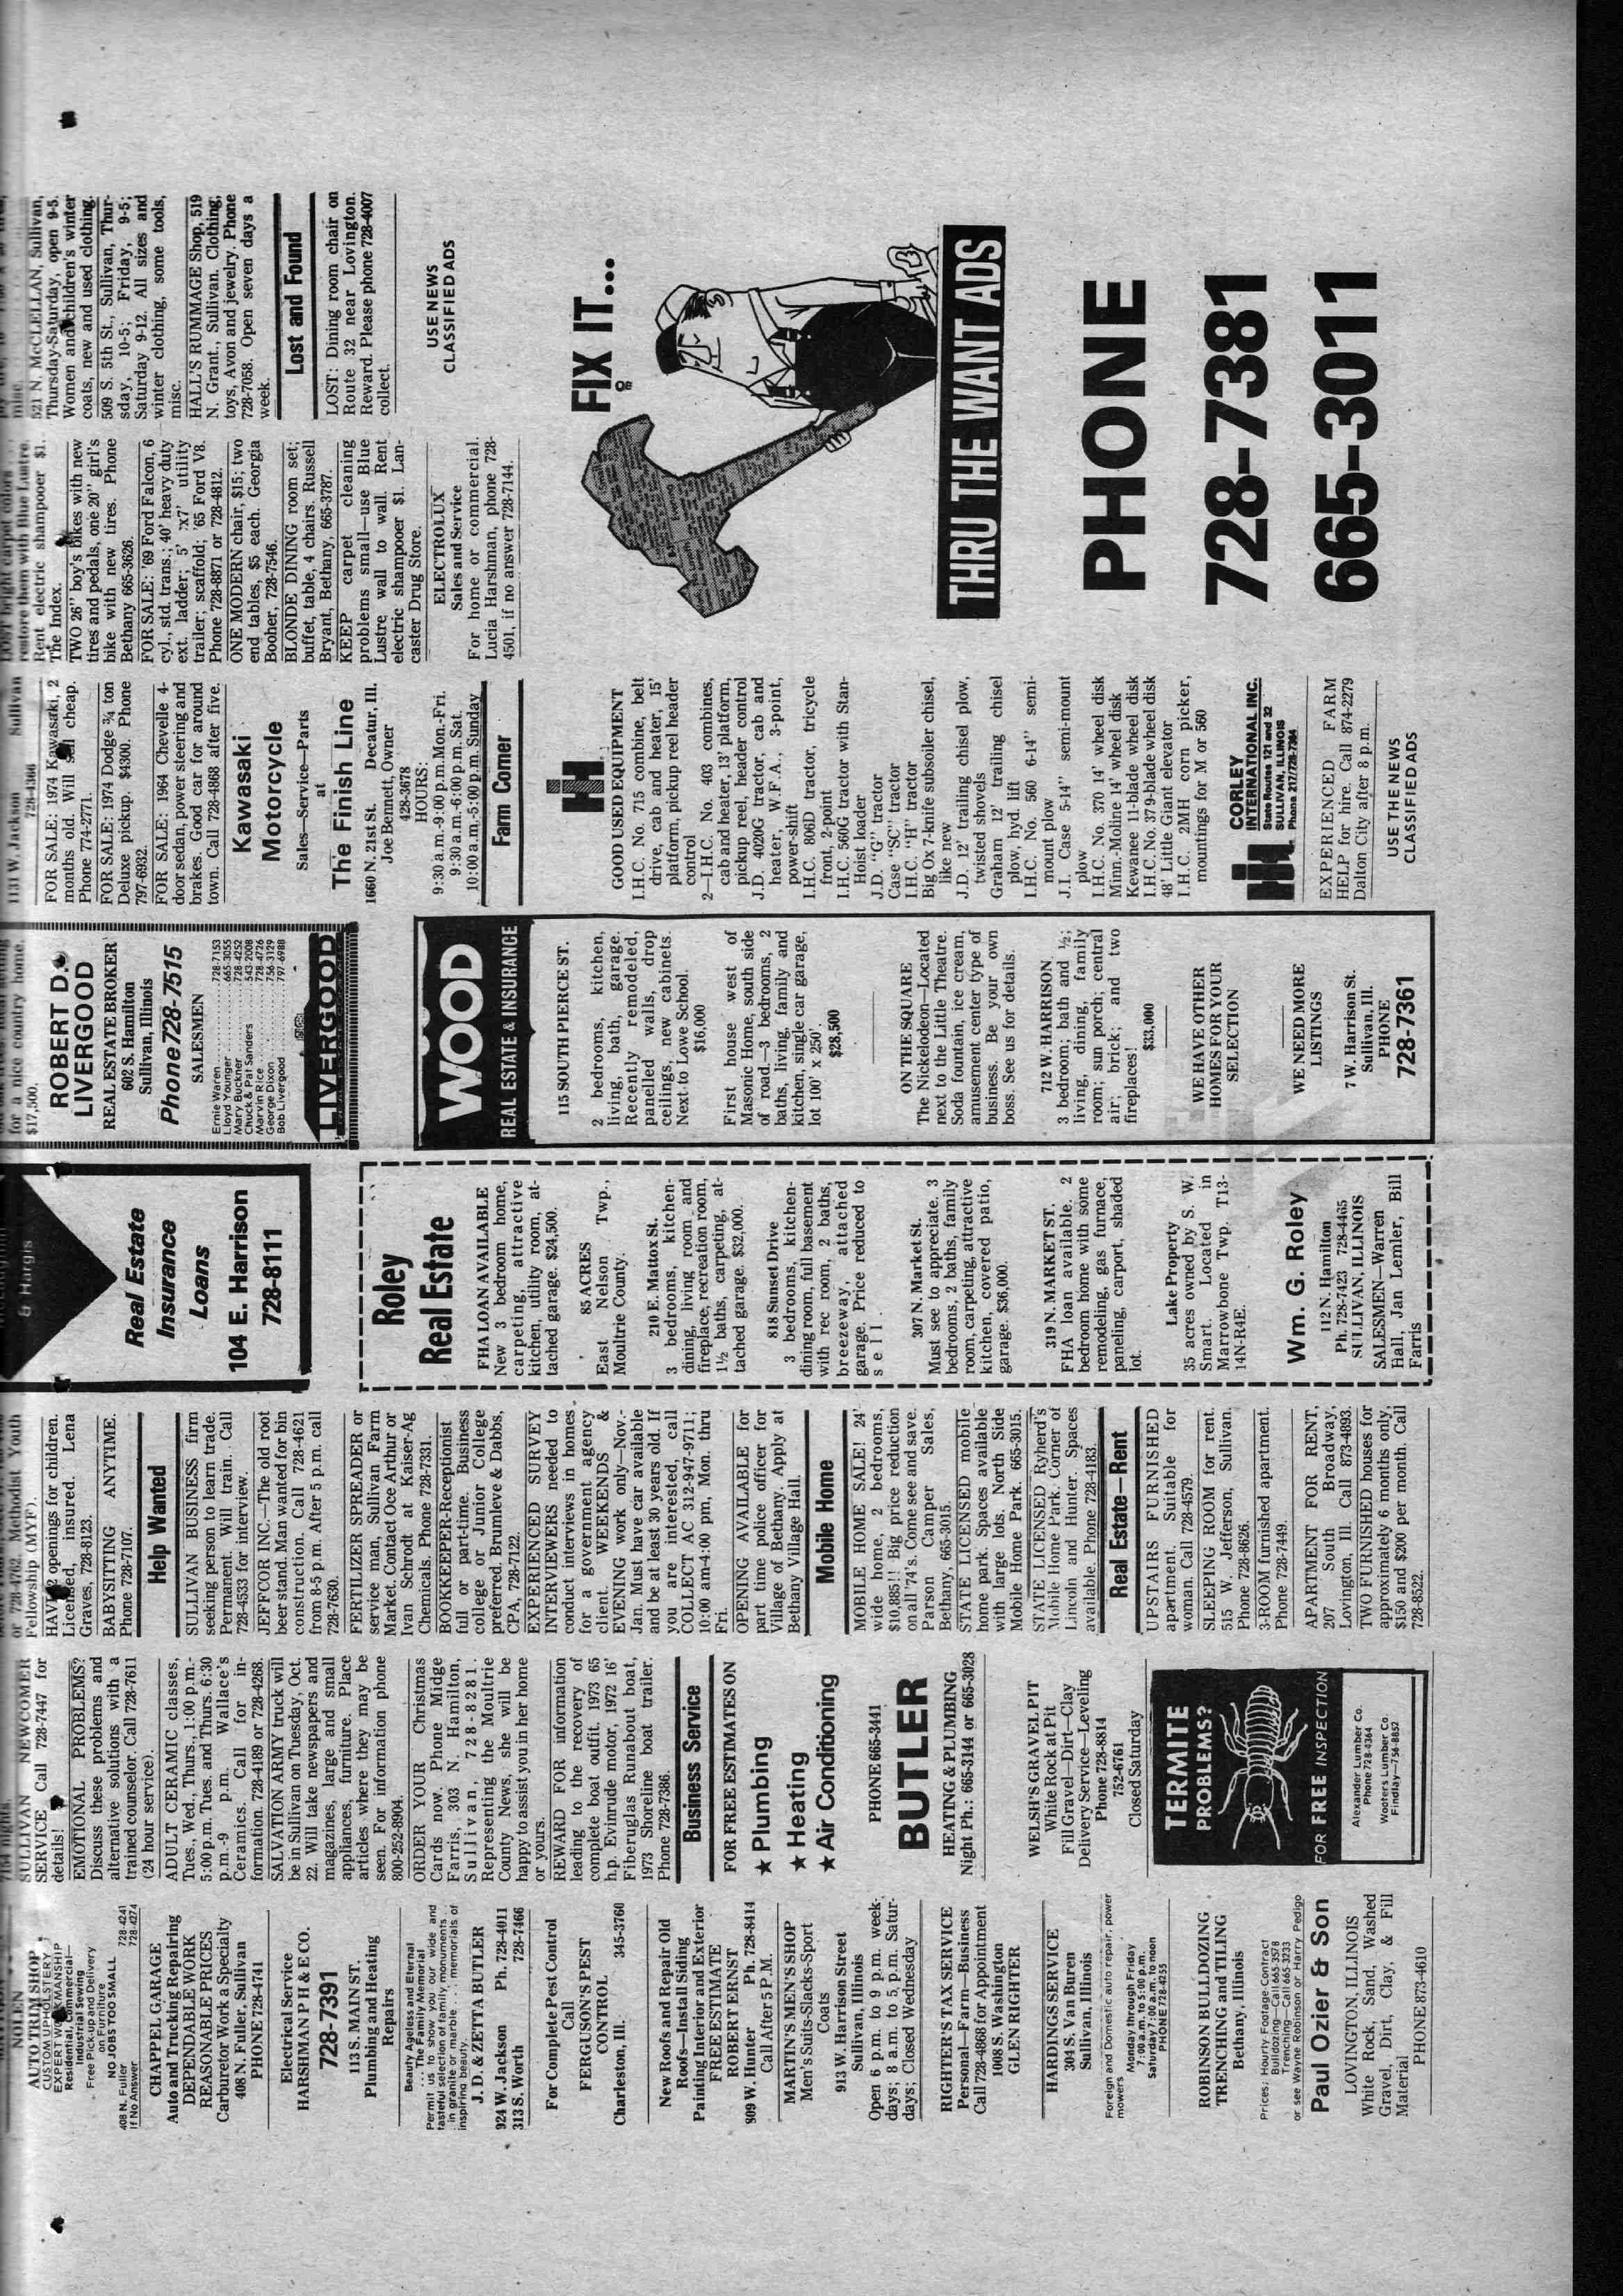 NOLEN
AUTO TRIM SHOP
CUSTOM UPHOLSTERY
EXPERT WORKMANSHIP
Residential, Commercial—
Industrial Sewing
Free Pick-up and Delivery
on Furniture
NO JOBS TOO SMALL
408 N. Fuller 728-4241
If No Answer 728-4274
CHAPPEL GARAGE
Auto and Trucking Repairing
DEPENDABLE WORK
REASONABLE PRICES
Carburetor Work a Specialty
408 N. Fuller, Sullivan
PHONE 728-4741
Electrical Service
HARSHMAN PH & E CO.
728-7391
113 S. MAIN ST.
Plumbing and Heating
Repairs
Beauty Ageless and Eternal
... The Family Memorial
Permit us to show you our wide and
tasteful selection of family monuments
in granite or marble . . . memorials of
inspiring beauty.
J. D. & ZETTA BUTLER
924 W. Jackson Ph. 728-4011
313 S. Worth 728-7466
For Complete Pest Control
Call
FERGUSON'S PEST
CONTROL
Charleston, Ill. 345-3760
New Roofs and Repair Old
Roofs—Install Siding
Painting Interior and Exterior
FREE ESTIMATE
ROBERT ERNST
809 W. Hunter Ph. 728-8414
Call After 5 P.M.
MARTIN'S MEN'S SHOP
Men's Suits-Slacks-Sport
Coats
913 W. Harrison Street
Sullivan, Illinois
Open 6 p.m. to 9 p.m. week-
days; 8 a.m. to 5 p.m. Satur-
days; Closed Wednesday
RIGHTER'S TAX SERVICE
Personal—Farm—Business
Call 728-4868 for Appointment
1008 S. Washington
GLEN RIGHTER
HARDINGS SERVICE
304 S. Van Buren
Sullivan, Illinois
Foreign and Domestic auto repair, power
mowers
Monday through Friday
7:00 a.m. to 5:00 p.m.
Saturday 7:00 a.m. to noon
PHONE 728-4255
ROBINSON BULLDOZING
TRENCHING and TILING
Bethany, Illinois
Prices: Hourly Footage Contract
Bulldozing—Call 665-3578
Trenching—Call 665-3233
or see Wayne Robinson or Harry Pedigo
Paul Ozier & Son
LOVINGTON, ILLINOIS
White Rock, Sand, Washed
Gravel, Dirt, Clay, & Fill
Material
PHONE 873-4610
SULLIVAN NEWCOMER
SERVICE Call 728-7447 for
details!
EMOTIONAL PROBLEMS?
Discuss these problems and
alternative solutions with a
trained counselor. Call 728-7611
(24 hour service).
ADULT CERAMIC classes,
Tues., Wed., Thurs., 1:00 p.m.-
5:00 p.m. Tues. and Thurs. 6:30
p.m.-9 p.m. Wallace's
Ceramics. Call for in-
formation. 728-4189 or 728-4268.
SALVATION ARMY truck will
be in Sullivan on Tuesday, Oct.
22. Will take newspapers and
magazines, large and small
appliances, furniture. Place
articles where they may be
seen. For information phone
800-252-8904.
ORDER YOUR Christmas
Cards now. Phone Midge
Farris, 303 N. Hamilton,
Sullivan, 728-8281.
Representing the Moultrie
County News, she will be
happy to assist you in her home
or yours.
REWARD FOR information
leading to the recovery of
complete boat outfit. 1973 65
h.p. Evinrude motor, 1972 16'
Fiberuglas Runabout boat,
1973 Shoreline boat trailer.
Phone 728-7386.
Business Service
FOR FREE ESTIMATES ON
★ Plumbing
★ Heating
★ Air Conditioning
PHONE 665-3441
BUTLER
HEATING & PLUMBING
Night Ph.: 665-3144 or 665-3028
WELSH'S GRAVEL PIT
White Rock at Pit
Fill Gravel—Dirt—Clay
Delivery Service—Leveling
Phone 728-8814
752-6761
Closed Saturday
TERMITE
PROBLEMS?
FOR FREE INSPECTION
Alexander Lumber Co.
Phone 728-4364
Wooters Lumber Co.
Findlay—756-8852
or 728-4762. Methodist Youth
Fellowship (MYF).
HAVE 2 openings for children.
Licensed, insured. Lena
Graves, 728-8123.
BABYSITTING ANYTIME.
Phone 728-7107.
Help Wanted
SULLIVAN BUSINESS firm
seeking person to learn trade.
Permanent. Will train. Call
728-4533 for interview.
JEFFCOR INC.—The old root
beer stand. Man wanted for bin
construction. Call 728-4621
from 8-5 p.m. After 5 p.m. call
728-7630.
FERTILIZER SPREADER or
service man, Sullivan Farm
Market. Contact Oce Arthur or
Ivan Schrodt at Kaiser-Ag
Chemicals. Phone 728-7331.
BOOKKEEPER-Receptionist
full or part-time. Business
college or Junior College
preferred. Brumleve & Dabbs,
CPA, 728-7122.
EXPERIENCED SURVEY
INTERVIEWERS needed to
conduct interviews in homes
for a government agency
client. WEEKENDS &
EVENING work only—Nov.-
Jan. Must have car available
and be at least 30 years old. If
you are interested, call
COLLECT AC 312-947-9711;
10:00 am-4:00 pm, Mon. thru
Fri.
OPENING AVAILABLE for
part time police officer for
Village of Bethany. Apply at
Bethany Village Hall.
Mobile Home
MOBILE HOME SALE! 24'
wide home, 2 bedrooms,
$10,885!! Big price reduction
on all '74's. Come see and save.
Parson Camper Sales,
Bethany, 665-3015.
STATE LICENSED mobile
home park. Spaces available
with large lots. North Side
Mobile Home Park. 665-3015.
STATE LICENSED Ryherd's
Mobile Home Park. Corner of
Lincoln and Hunter. Spaces
available. Phone 728-4183.
Real Estate—Rent
UPSTAIRS FURNISHED
apartment. Suitable for
woman. Call 728-4579.
SLEEPING ROOM for rent.
515 W. Jefferson, Sullivan.
Phone 728-8626.
3-ROOM furnished apartment.
Phone 728-7449.
APARTMENT FOR RENT,
207 South Broadway,
Lovington, Ill. Call 873-4893.
TWO FURNISHED houses for
approximately 6 months only,
$150 and $200 per month. Call
728-8522.
& Hargis
Real Estate
Insurance
Loans
104 E. Harrison
728-8111
Roley
Real Estate
FHA LOAN AVAILABLE
New 3 bedroom home,
carpeting, attractive
kitchen, utility room, at-
tached garage. $24,500.
85 ACRES
East Nelson Twp.,
Moultrie County.
210 E. Mattox St.
3 bedrooms, kitchen-
dining, living room and
fireplace, recreation room,
1½ baths, carpeting, at-
tached garage. $32,000.
818 Sunset Drive
3 bedrooms, kitchen-
dining room, full basement
with rec room, 2 baths,
breezeway, attached
garage. Price reduced to
sell.
307 N. Market St.
Must see to appreciate. 3
bedrooms, 2 baths, family
room, carpeting, attractive
kitchen, covered patio,
garage. $36,000.
319 N. MARKET ST.
FHA loan available. 2
bedroom home with some
remodeling, gas furnace,
paneling, carport, shaded
lot.
Lake Property
35 acres owned by S. W.
Smart. Located in
Marrowbone Twp. T13-
14N-R4E.
Wm. G. Roley
112 N. Hamilton
Ph. 728-7423 728-4465
SULLIVAN, ILLINOIS
SALESMEN—Warren
Hall, Jan Lemler, Bill
Farris
for a nice country home.
$17,500.
ROBERT D.
LIVERGOOD
REAL ESTATE BROKER
602 S. Hamilton
Sullivan, Illinois
Phone 728-7515
SALESMEN
Ernie Waren 728-7153
Lloyd Younger 665-3055
Mary Buckner 728-4252
Chuck & Pat Sanders 543-2008
Marvin Rice 728-4726
George Dixon 756-3129
Bob Livergood 797-6988
LIVERGOOD
WOOD
REAL ESTATE & INSURANCE
115 SOUTH PIERCE ST.
2 bedrooms, kitchen,
living, bath, garage.
Recently remodeled,
panelled walls, drop
ceilings, new cabinets.
Next to Lowe School.
$16,000
First house west of
Masonic Home, south side
of road.—3 bedrooms, 2
baths, living, family and
kitchen, single car garage,
lot 100' x 250'.
$28,500
ON THE SQUARE
The Nickelodeon—Located
next to the Little Theatre.
Soda fountain, ice cream,
amusement center type of
business. Be your own
boss. See us for details.
712 W. HARRISON
3 bedroom; bath and ½;
living, dining, family
room; sun porch; central
air; brick; and two
fireplaces!
$33,000
WE HAVE OTHER
HOMES FOR YOUR
SELECTION
WE NEED MORE
LISTINGS
7 W. Harrison St.
Sullivan, Ill.
PHONE
728-7361
1131 W. Jackson Sullivan
728-4366
FOR SALE: 1974 Kawasaki, 2
months old. Will sell cheap.
Phone 774-2771.
FOR SALE: 1974 Dodge ¾ ton
Deluxe pickup. $4300. Phone
797-6932.
FOR SALE: 1964 Chevelle 4-
door sedan, power steering and
brakes. Good car for around
town. Call 728-4868 after five.
Kawasaki
Motorcycle
Sales—Service—Parts
at
The Finish Line
1660 N. 21st St. Decatur, Ill.
Joe Bennett, Owner
428-3678
HOURS:
9:30 a.m.-9:00 p.m. Mon.-Fri.
9:30 a.m.-6:00 p.m. Sat.
10:00 a.m.-5:00 p.m. Sunday
Farm Corner
GOOD USED EQUIPMENT
I.H.C. No. 715 combine, belt
drive, cab and heater, 15'
platform, pickup reel header
control
2—I.H.C. No. 403 combines,
cab and heater, 13' platform,
pickup reel, header control
J.D. 4020G tractor, cab and
heater, W.F.A., 3-point,
power-shift
I.H.C. 806D tractor, tricycle
front, 2-point
I.H.C. 560G tractor with Stan-
Hoist loader
J.D. "G" tractor
Case "SC" tractor
I.H.C. "H" tractor
Big Ox 7-knife subsoiler chisel,
like new
J.D. 12' trailing chisel plow,
twisted shovels
Graham 12' trailing chisel
plow, hyd. lift
I.H.C. No. 560 6-14" semi-
mount plow
J.I. Case 5-14" semi-mount
plow
I.H.C. No. 370 14' wheel disk
Minn.-Moline 14' wheel disk
Kewanee 11-blade wheel disk
I.H.C. No. 37 9-blade wheel disk
48' Little Giant elevator
I.H.C. 2MH corn picker,
mountings for M or 560
CORLEY
INTERNATIONAL INC.
State Routes 121 and 32
SULLIVAN, ILLINOIS
Phone 217/728-7364
EXPERIENCED FARM
HELP for hire. Call 874-2279
Dalton City after 8 p.m.
USE THE NEWS
CLASSIFIED ADS
LOST bright carpet colors . . .
restore them with Blue Lustre.
Rent electric shampooer $1.
The Index.
TWO 26" boy's bikes with new
tires and pedals, one 20" girl's
bike with new tires. Phone
Bethany 665-3626.
FOR SALE: '69 Ford Falcon, 6
cyl., std. trans.; 40' heavy duty
ext. ladder; 5' x7' utility
trailer; scaffold; '65 Ford V8.
Phone 728-8871 or 728-4812.
ONE MODERN chair, $15; two
end tables, $5 each. Georgia
Booher, 728-7546.
BLONDE DINING room set;
buffet, table, 4 chairs. Russell
Bryant, Bethany, 665-3787.
KEEP carpet cleaning
problems small—use Blue
Lustre wall to wall. Rent
electric shampooer $1. Lan-
caster Drug Store.
ELECTROLUX
Sales and Service
For home or commercial.
Lucia Harshman, phone 728-
4501, if no answer 728-7144.
misc.
521 N. McCLELLAN, Sullivan,
Thursday-Saturday, open 9-5.
Women and children's winter
coats, new and used clothing.
509 S. 5th St., Sullivan, Thur-
sday, 10-5; Friday, 9-5;
Saturday 9-12. All sizes and
winter clothing, some tools,
misc.
HALL'S RUMMAGE Shop, 519
N. Grant., Sullivan. Clothing,
toys, Avon and jewelry. Phone
728-7058. Open seven days a
week.
Lost and Found
LOST: Dining room chair on
Route 32 near Lovington.
Reward. Please phone 728-4007
collect.
USE NEWS
CLASSIFIED ADS
FIX IT...
THRU THE WANT ADS
PHONE
728-7381
665-3011